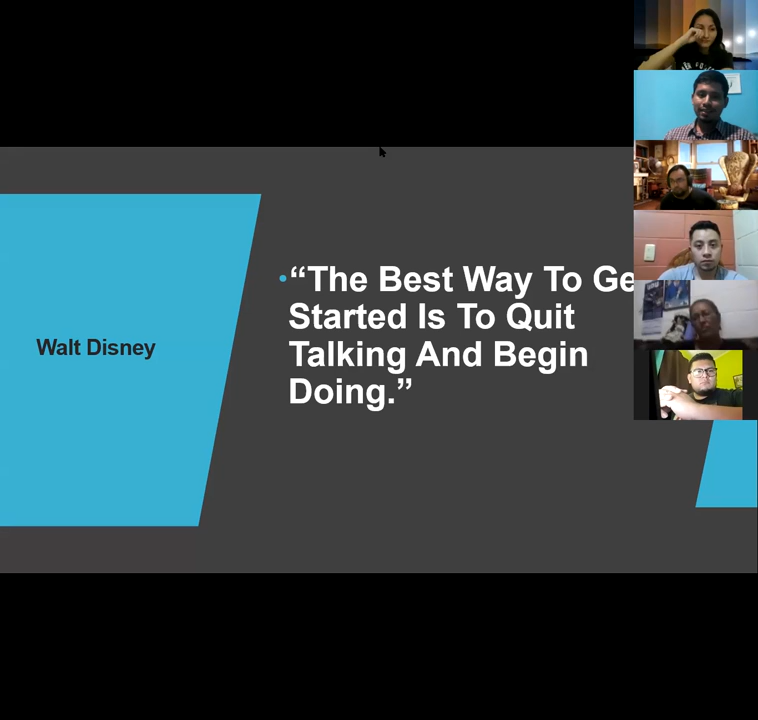 “The Best Way To Ge
Started Is To Quit
Talking And Begin
Doing.”
Walt Disney